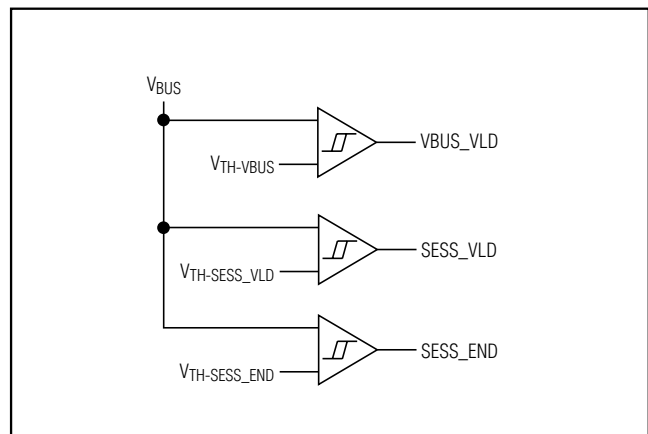 VBUS
VTH-VBUS
VBUS_VLD
VTH-SESS_VLD
SESS_VLD
VTH-SESS_END
SESS_END